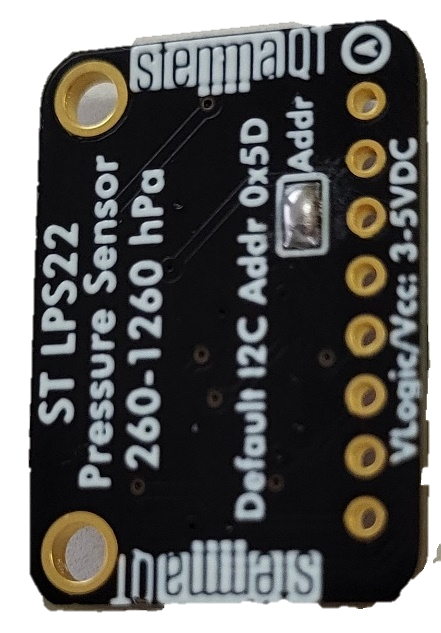 stemmaQT
ST LPS22
Pressure Sensor
260-1260 hPa
Default I2C Addr 0x5D
Addr
VLogic/Vcc: 3-5VDC
stemmaQT